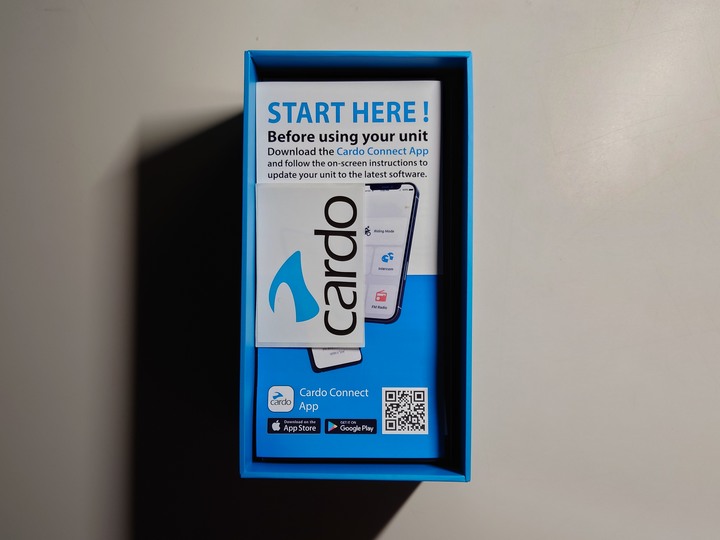 START HERE !
Before using your unit
Download the Cardo Connect App
and follow the on-screen instructions to
update your unit to the latest software.
cardo
Riding Mode
Intercom
FM Radio
cardo
Cardo Connect
App
Download on the
App Store
GET IT ON
Google Play